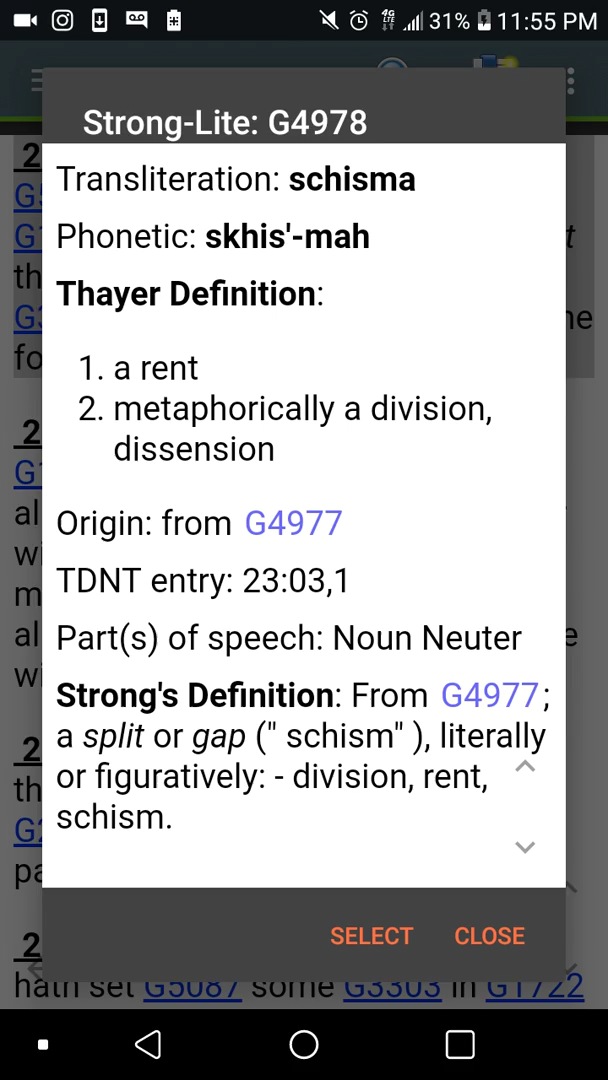 4G
LTE
31%
11:55 PM
Strong-Lite: G4978
Transliteration: schisma
Phonetic: skhis'-mah
Thayer Definition:
1. a rent
2. metaphorically a division,
dissension
Origin: from G4977
TDNT entry: 23:03,1
Part(s) of speech: Noun Neuter
Strong's Definition: From G4977;
a split or gap (" schism" ), literally
or figuratively: - division, rent,
schism.
SELECT CLOSE
hath set G5087 some G3303 in G1722